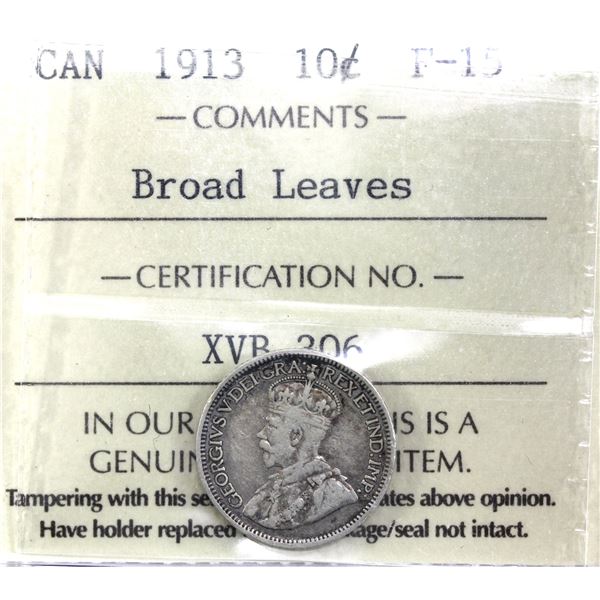 CAN 1913 10¢ F-15
— COMMENTS —
Broad Leaves
— CERTIFICATION NO. —
XVB 306
GEORGIVS V DEI GRA: REX ET IND: IMP:
IN OUR IS IS A
GENUIN ITEM.
Tampering with this se ates above opinion.
Have holder replaced age/seal not intact.